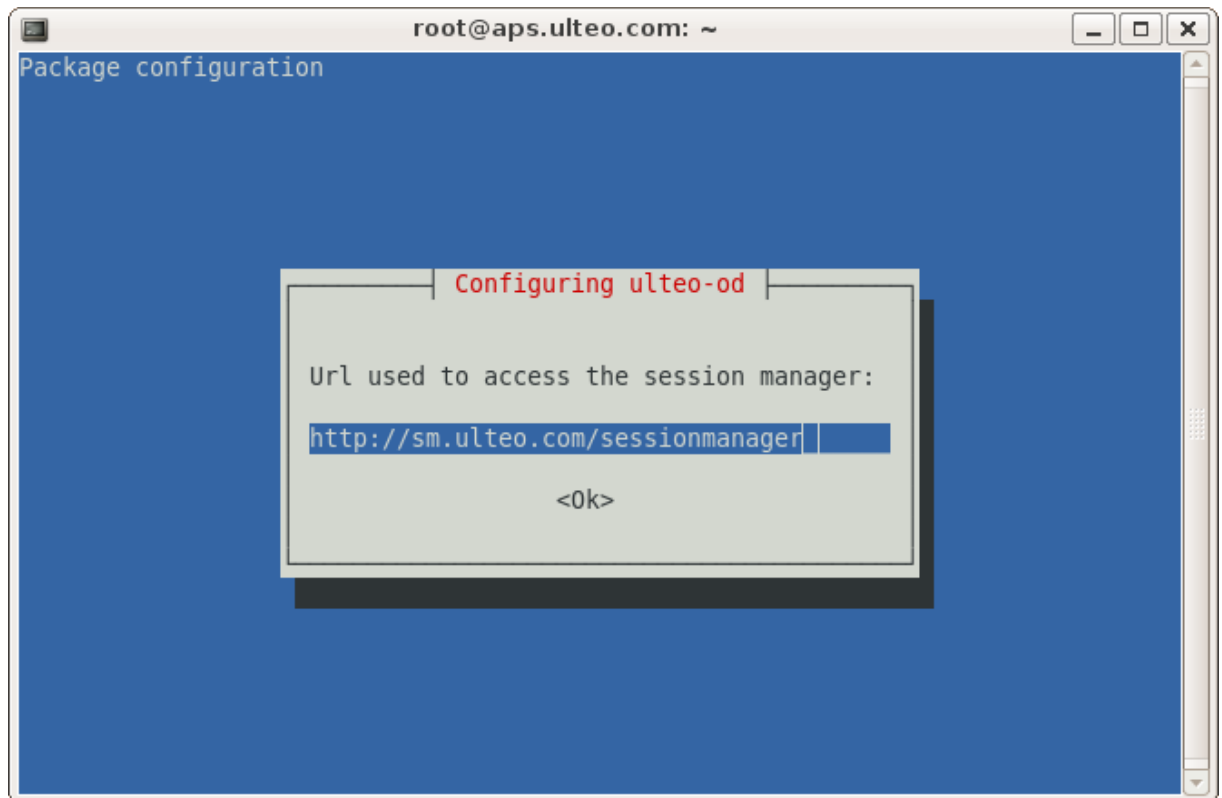 root@aps.ulteo.com: ~
Package configuration
Configuring ulteo-od
Url used to access the session manager:
http://sm.ulteo.com/sessionmanager
<Ok>